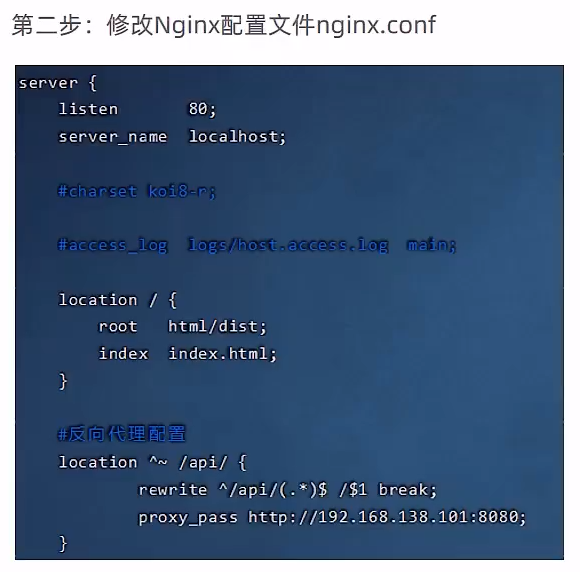 第二步：修改Nginx配置文件nginx.conf
server {
    listen       80;
    server_name  localhost;
    #charset koi8-r;
    #access_log  logs/host.access.log  main;
    location / {
        root   html/dist;
        index  index.html;
    }
    #反向代理配置
    location ^~ /api/ {
            rewrite ^/api/(.*)$ /$1 break;
            proxy_pass http://192.168.138.101:8080;
    }